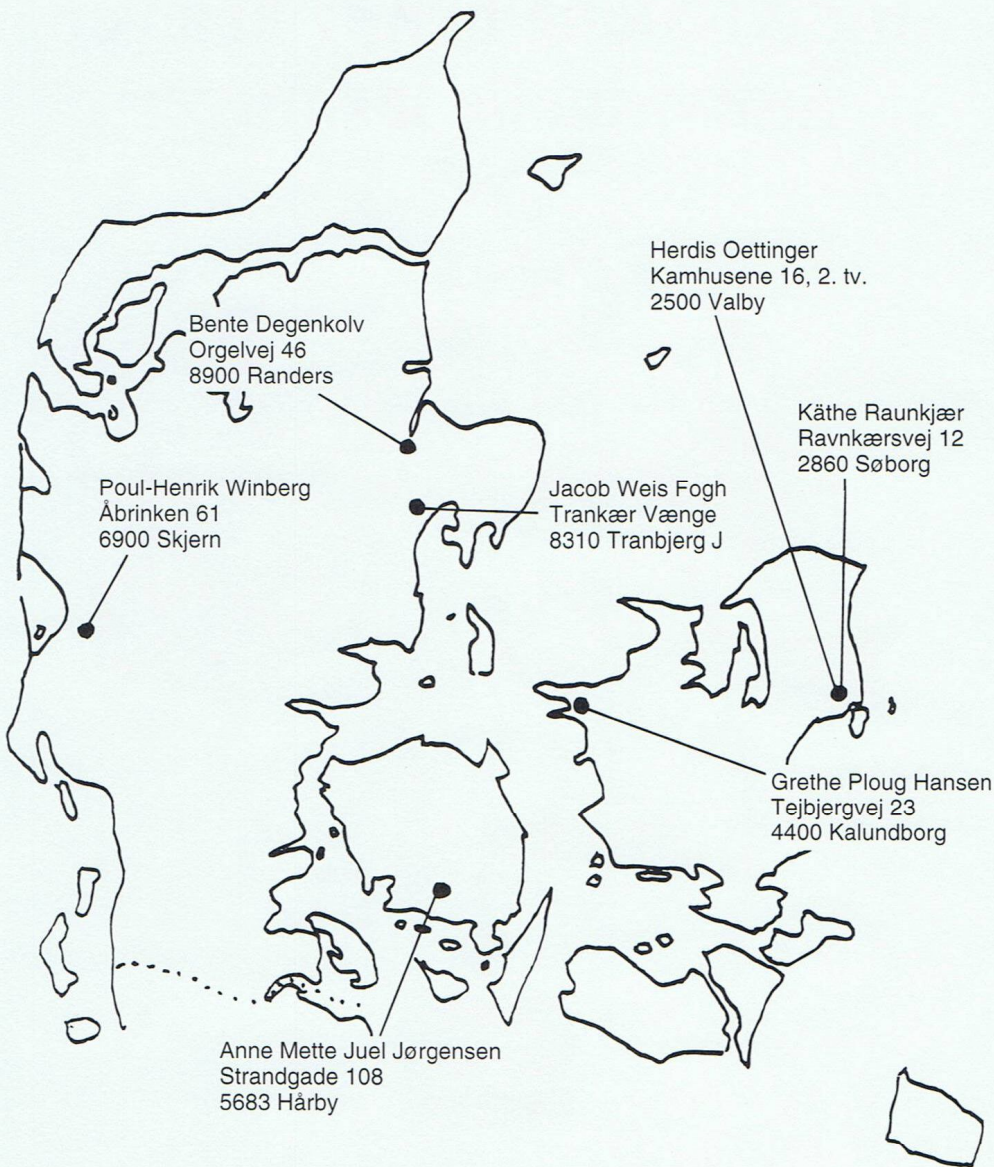 Herdis Oettinger
Kamhusene 16, 2. tv.
2500 Valby
Bente Degenkolv
Orgelvej 46
8900 Randers
Käthe Raunkjær
Ravnkærsvej 12
2860 Søborg
Poul-Henrik Winberg
Åbrinken 61
6900 Skjern
Jacob Weis Fogh
Trankær Vænge
8310 Tranbjerg J
Grethe Ploug Hansen
Tejbjergvej 23
4400 Kalundborg
Anne Mette Juel Jørgensen
Strandgade 108
5683 Hårby